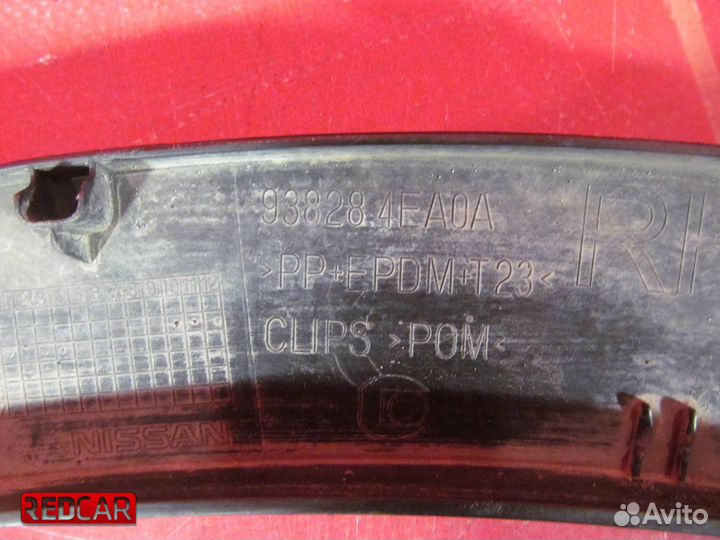 93828 4EA0A
>PP+EPDM+T23<
CLIPS >POM<
NISSAN
REDCAR
Avito